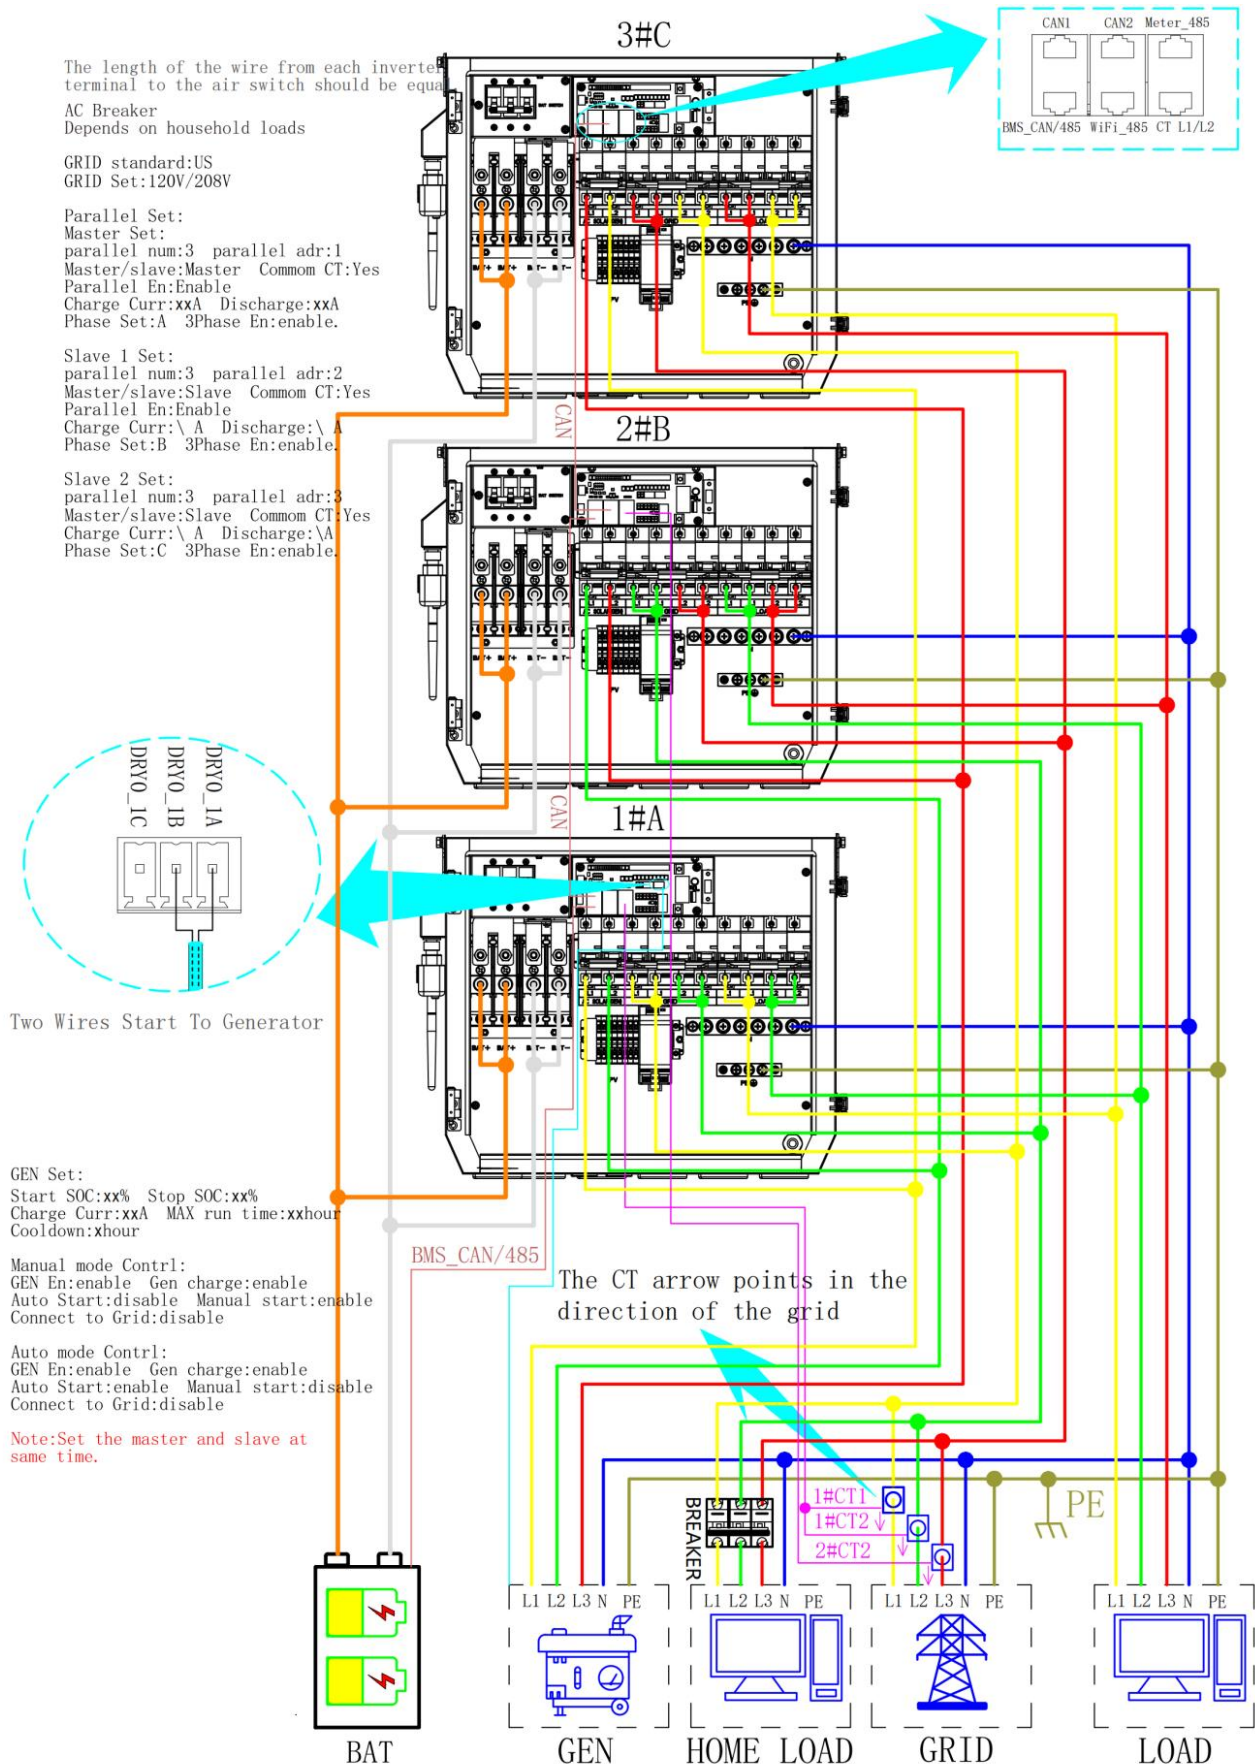 3#C
CAN1 CAN2 Meter_485
BMS_CAN/485 WiFi_485 CT L1/L2
The length of the wire from each inverter
terminal to the air switch should be equal
AC Breaker
Depends on household loads
GRID standard:US
GRID Set:120V/208V
Parallel Set:
Master Set:
parallel num:3 parallel adr:1
Master/slave:Master Commom CT:Yes
Parallel En:Enable
Charge Curr:xxA Discharge:xxA
Phase Set:A 3Phase En:enable.
Slave 1 Set:
parallel num:3 parallel adr:2
Master/slave:Slave Commom CT:Yes
Parallel En:Enable
Charge Curr:\ A Discharge:\ A
Phase Set:B 3Phase En:enable.
Slave 2 Set:
parallel num:3 parallel adr:3
Master/slave:Slave Commom CT:Yes
Charge Curr:\ A Discharge:\A
Phase Set:C 3Phase En:enable.
CAN
2#B
CAN
1#A
BAT+ BAT+ BAT- BAT-
PV
GRID
LOAD
N
PE
DRYO_1C
DRYO_1B
DRYO_1A
Two Wires Start To Generator
GEN Set:
Start SOC:xx% Stop SOC:xx%
Charge Curr:xxA MAX run time:xxhour
Cooldown:xhour
Manual mode Contrl:
GEN En:enable Gen charge:enable
Auto Start:disable Manual start:enable
Connect to Grid:disable
Auto mode Contrl:
GEN En:enable Gen charge:enable
Auto Start:enable Manual start:disable
Connect to Grid:disable
Note:Set the master and slave at
same time.
BMS_CAN/485
The CT arrow points in the
direction of the grid
BREAKER
1#CT1
1#CT2
2#CT2
PE
L1 L2 L3 N PE
L1 L2 L3 N PE
L1 L2 L3 N PE
L1 L2 L3 N PE
BAT
GEN
HOME LOAD
GRID
LOAD